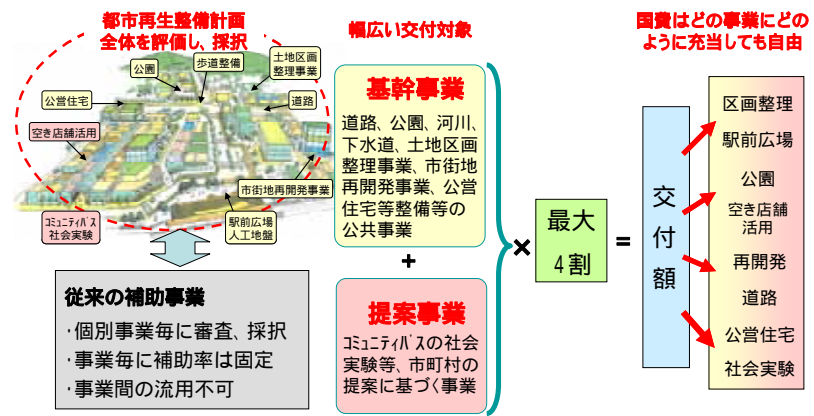 都市再生整備計画
全体を評価し、採択
公園
歩道整備
土地区画
整理事業
公営住宅
道路
空き店舗活用
市街地再開発事業
コミュニティバス
社会実験
駅前広場
人工地盤
従来の補助事業
・個別事業毎に審査、採択
・事業毎に補助率は固定
・事業間の流用不可
幅広い交付対象
基幹事業
道路、公園、河川、
下水道、土地区画
整理事業、市街地
再開発事業、公営
住宅等整備等の
公共事業
+
提案事業
コミュニティバスの社会
実験等、市町村の
提案に基づく事業
×
最大
4割
=
交付額
国費はどの事業にどの
ように充当しても自由
区画整理
駅前広場
公園
空き店舗
活用
再開発
道路
公営住宅
社会実験